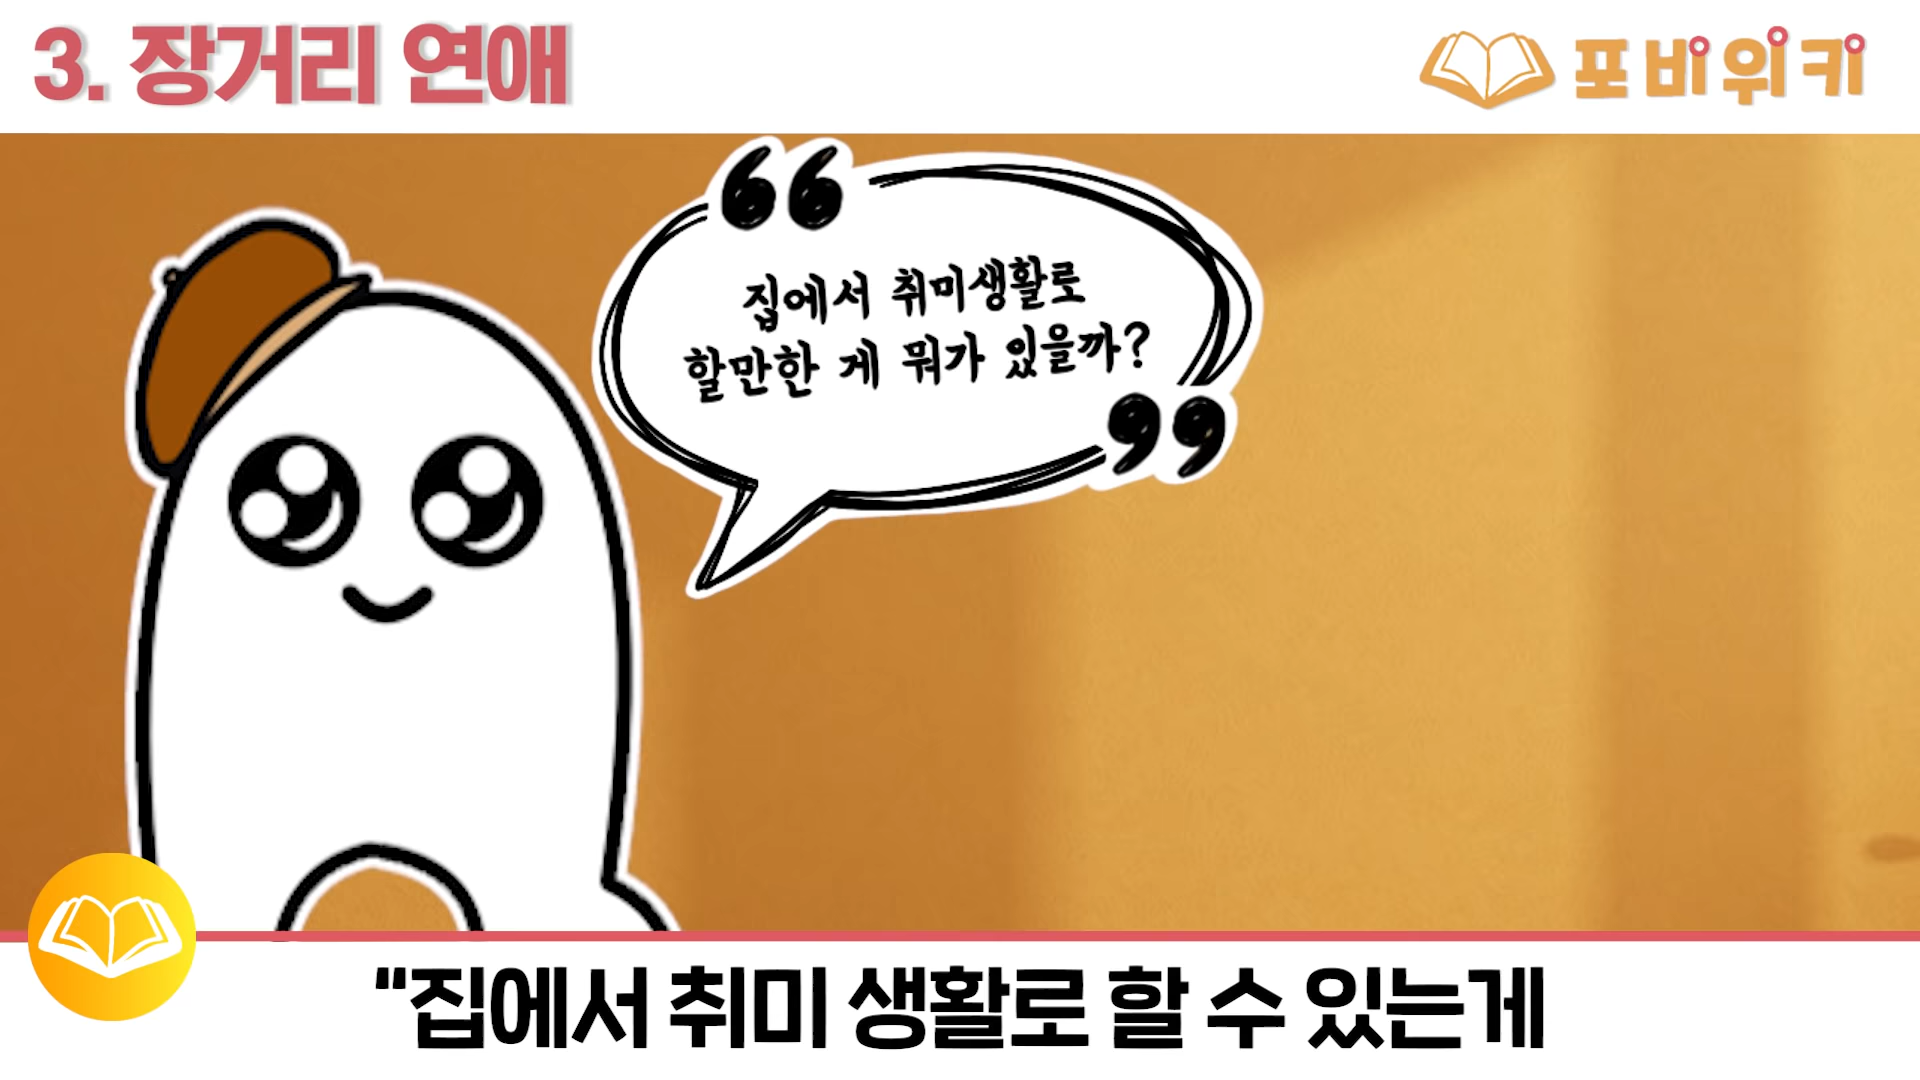 3. 장거리 연애
포비위키
집에서 취미생활로
할만한 게 뭐가 있을까?
"집에서 취미 생활로 할 수 있는게